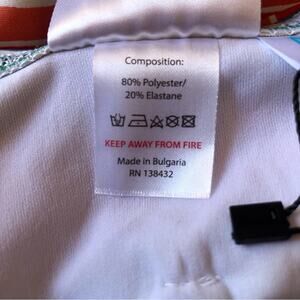 Composition:
80% Polyester/
20% Elastane
KEEP AWAY FROM FIRE
Made in Bulgaria
RN 138432